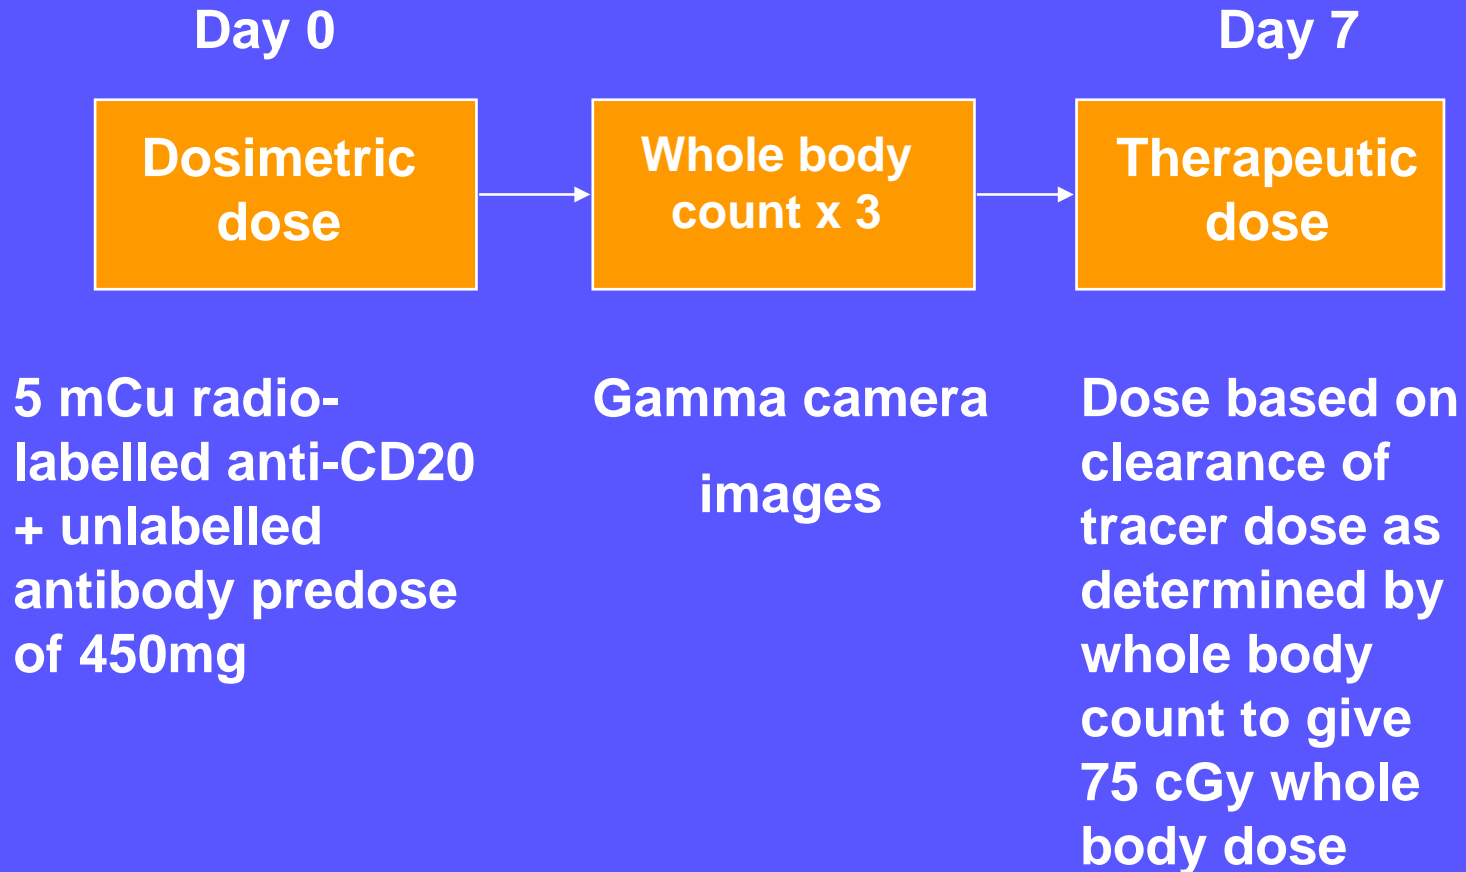 Day 0
Day 7
Dosimetric
dose
Whole body
count x 3
Therapeutic
dose
5 mCu radio-
labelled anti-CD20
+ unlabelled
antibody predose
of 450mg
Gamma camera
images
Dose based on
clearance of
tracer dose as
determined by
whole body
count to give
75 cGy whole
body dose